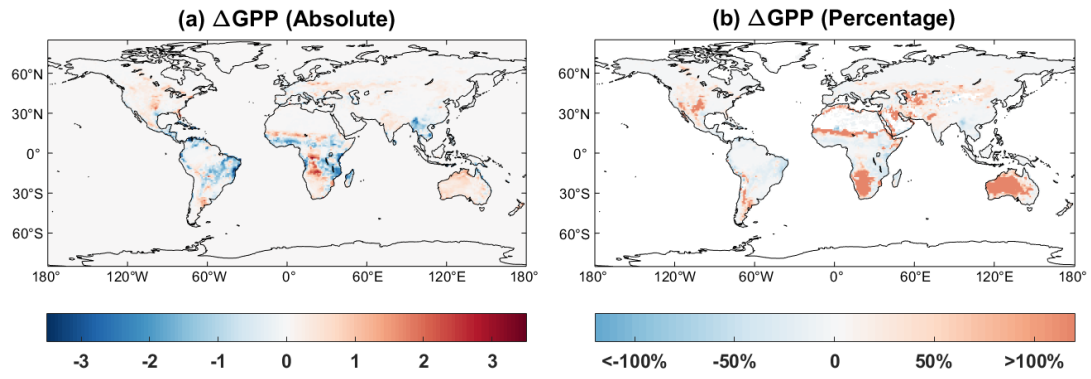 (a) ΔGPP (Absolute)
60°N
30°N
0°
30°S
60°S
180° 120°W 60°W 0° 60°E 120°E 180°
-3 -2 -1 0 1 2 3
(b) ΔGPP (Percentage)
60°N
30°N
0°
30°S
60°S
180° 120°W 60°W 0° 60°E 120°E 180°
<-100% -50% 0 50% >100%